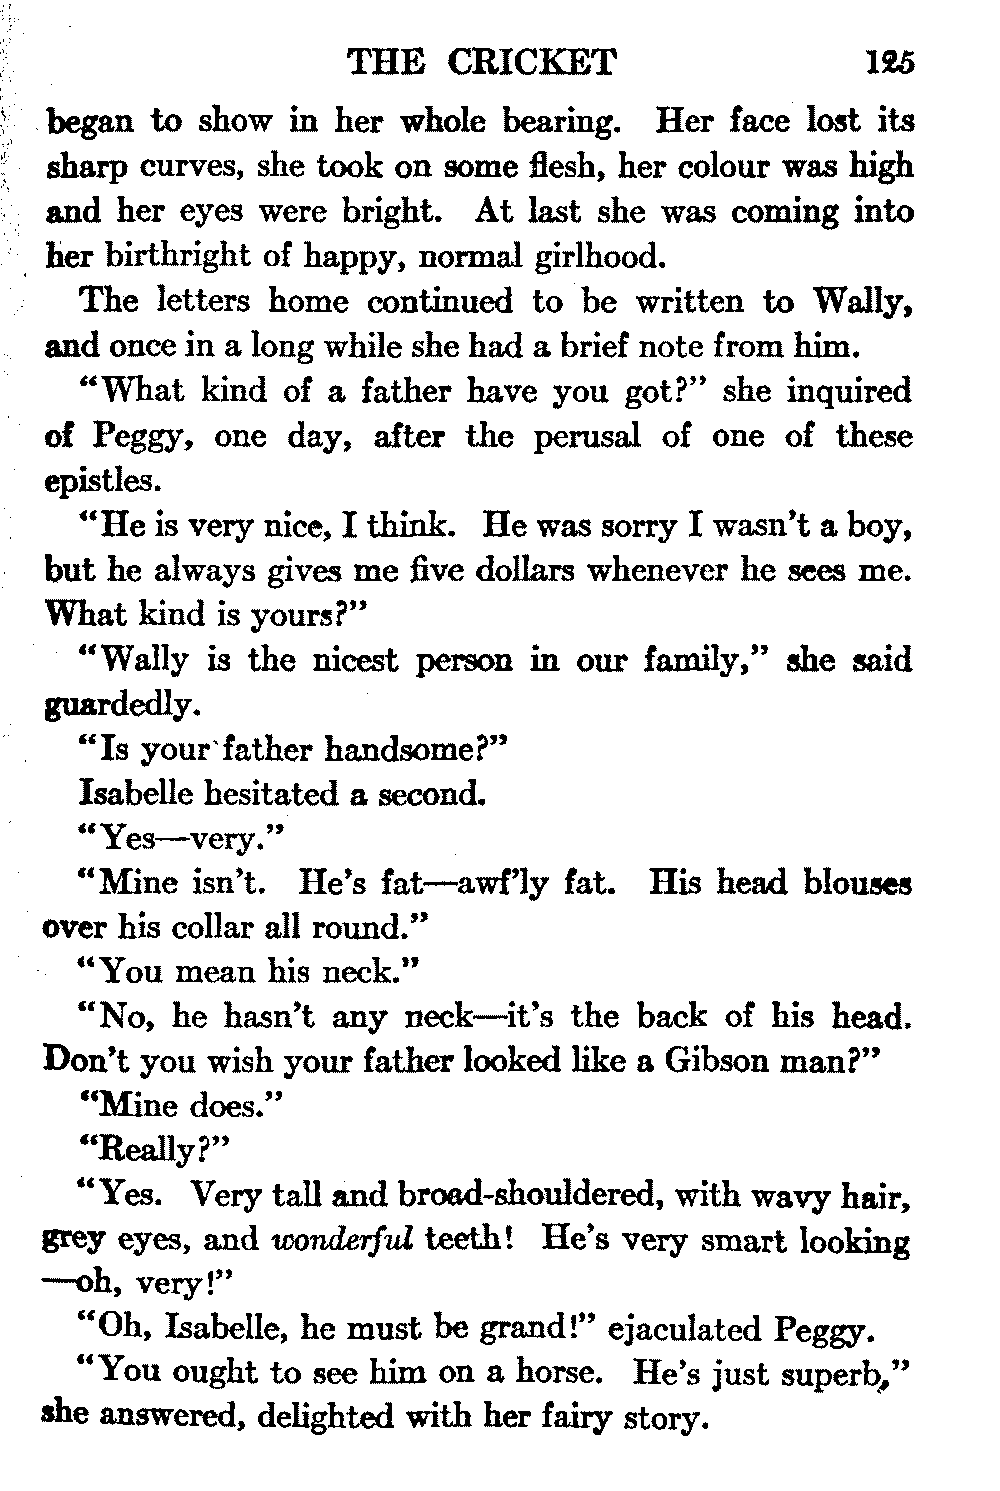 THE CRICKET 125
began to show in her whole bearing. Her face lost its
sharp curves, she took on some flesh, her colour was high
and her eyes were bright. At last she was coming into
her birthright of happy, normal girlhood.
The letters home continued to be written to Wally,
and once in a long while she had a brief note from him.
“What kind of a father have you got?” she inquired
of Peggy, one day, after the perusal of one of these
epistles.
“He is very nice, I think. He was sorry I wasn’t a boy,
but he always gives me five dollars whenever he sees me.
What kind is yours?”
“Wally is the nicest person in our family,” she said
guardedly.
“Is your father handsome?”
Isabelle hesitated a second.
“Yes—very.”
“Mine isn’t. He’s fat—awf’ly fat. His head blouses
over his collar all round.”
“You mean his neck.”
“No, he hasn’t any neck—it’s the back of his head.
Don’t you wish your father looked like a Gibson man?”
“Mine does.”
“Really?”
“Yes. Very tall and broad-shouldered, with wavy hair,
grey eyes, and wonderful teeth! He’s very smart looking
—oh, very!”
“Oh, Isabelle, he must be grand!” ejaculated Peggy.
“You ought to see him on a horse. He’s just superb,”
she answered, delighted with her fairy story.